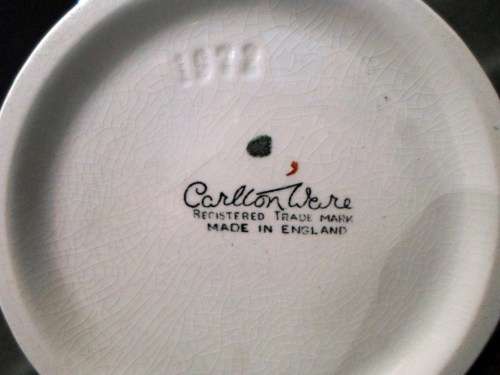 Carlton Ware
REGISTERED TRADE MARK
MADE IN ENGLAND